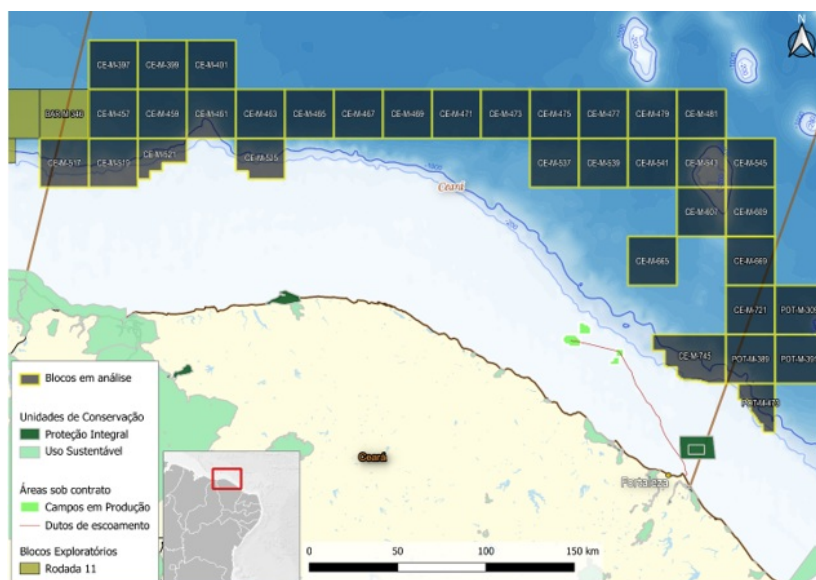 N
CE-M-397 CE-M-399 CE-M-401
BAR-M-346 CE-M-457 CE-M-459 CE-M-461 CE-M-463 CE-M-465 CE-M-467 CE-M-469 CE-M-471 CE-M-473 CE-M-475 CE-M-477 CE-M-479 CE-M-481
CE-M-517 CE-M-519 CE-M-521 CE-M-525 CE-M-537 CE-M-539 CE-M-541 CE-M-543 CE-M-545
Ceará
CE-M-607 CE-M-609
CE-M-665 CE-M-669
CE-M-721 POT-M-309
CE-M-745 POT-M-389 POT-M-391
POT-M-475
Blocos em análise
Unidades de Conservação
Proteção Integral
Uso Sustentável
Áreas sob contrato
Campos em Produção
Dutos de escoamento
Blocos Exploratórios
Rodada 11
Ceará
Fortaleza
0 50 100 150 km